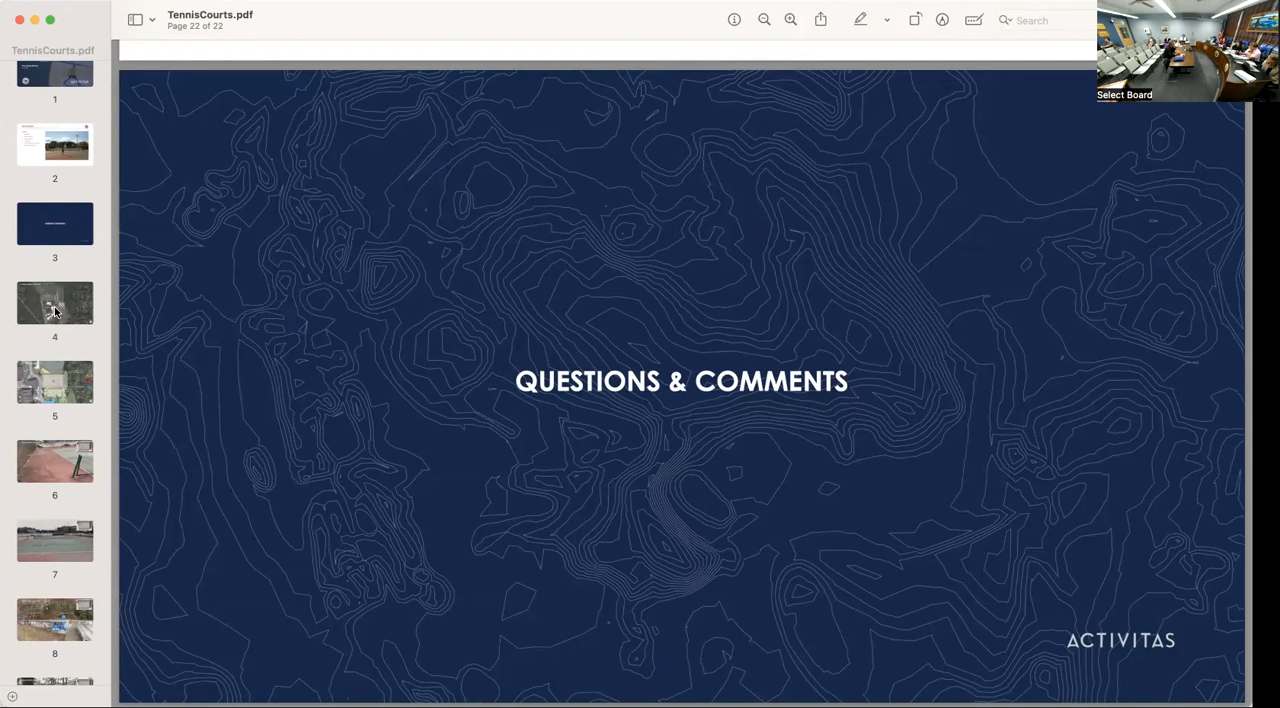 TennisCourts.pdf
Page 22 of 22
Search
Select Board
TennisCourts.pdf
1
2
3
4
5
6
7
8
QUESTIONS & COMMENTS
ACTIVITAS